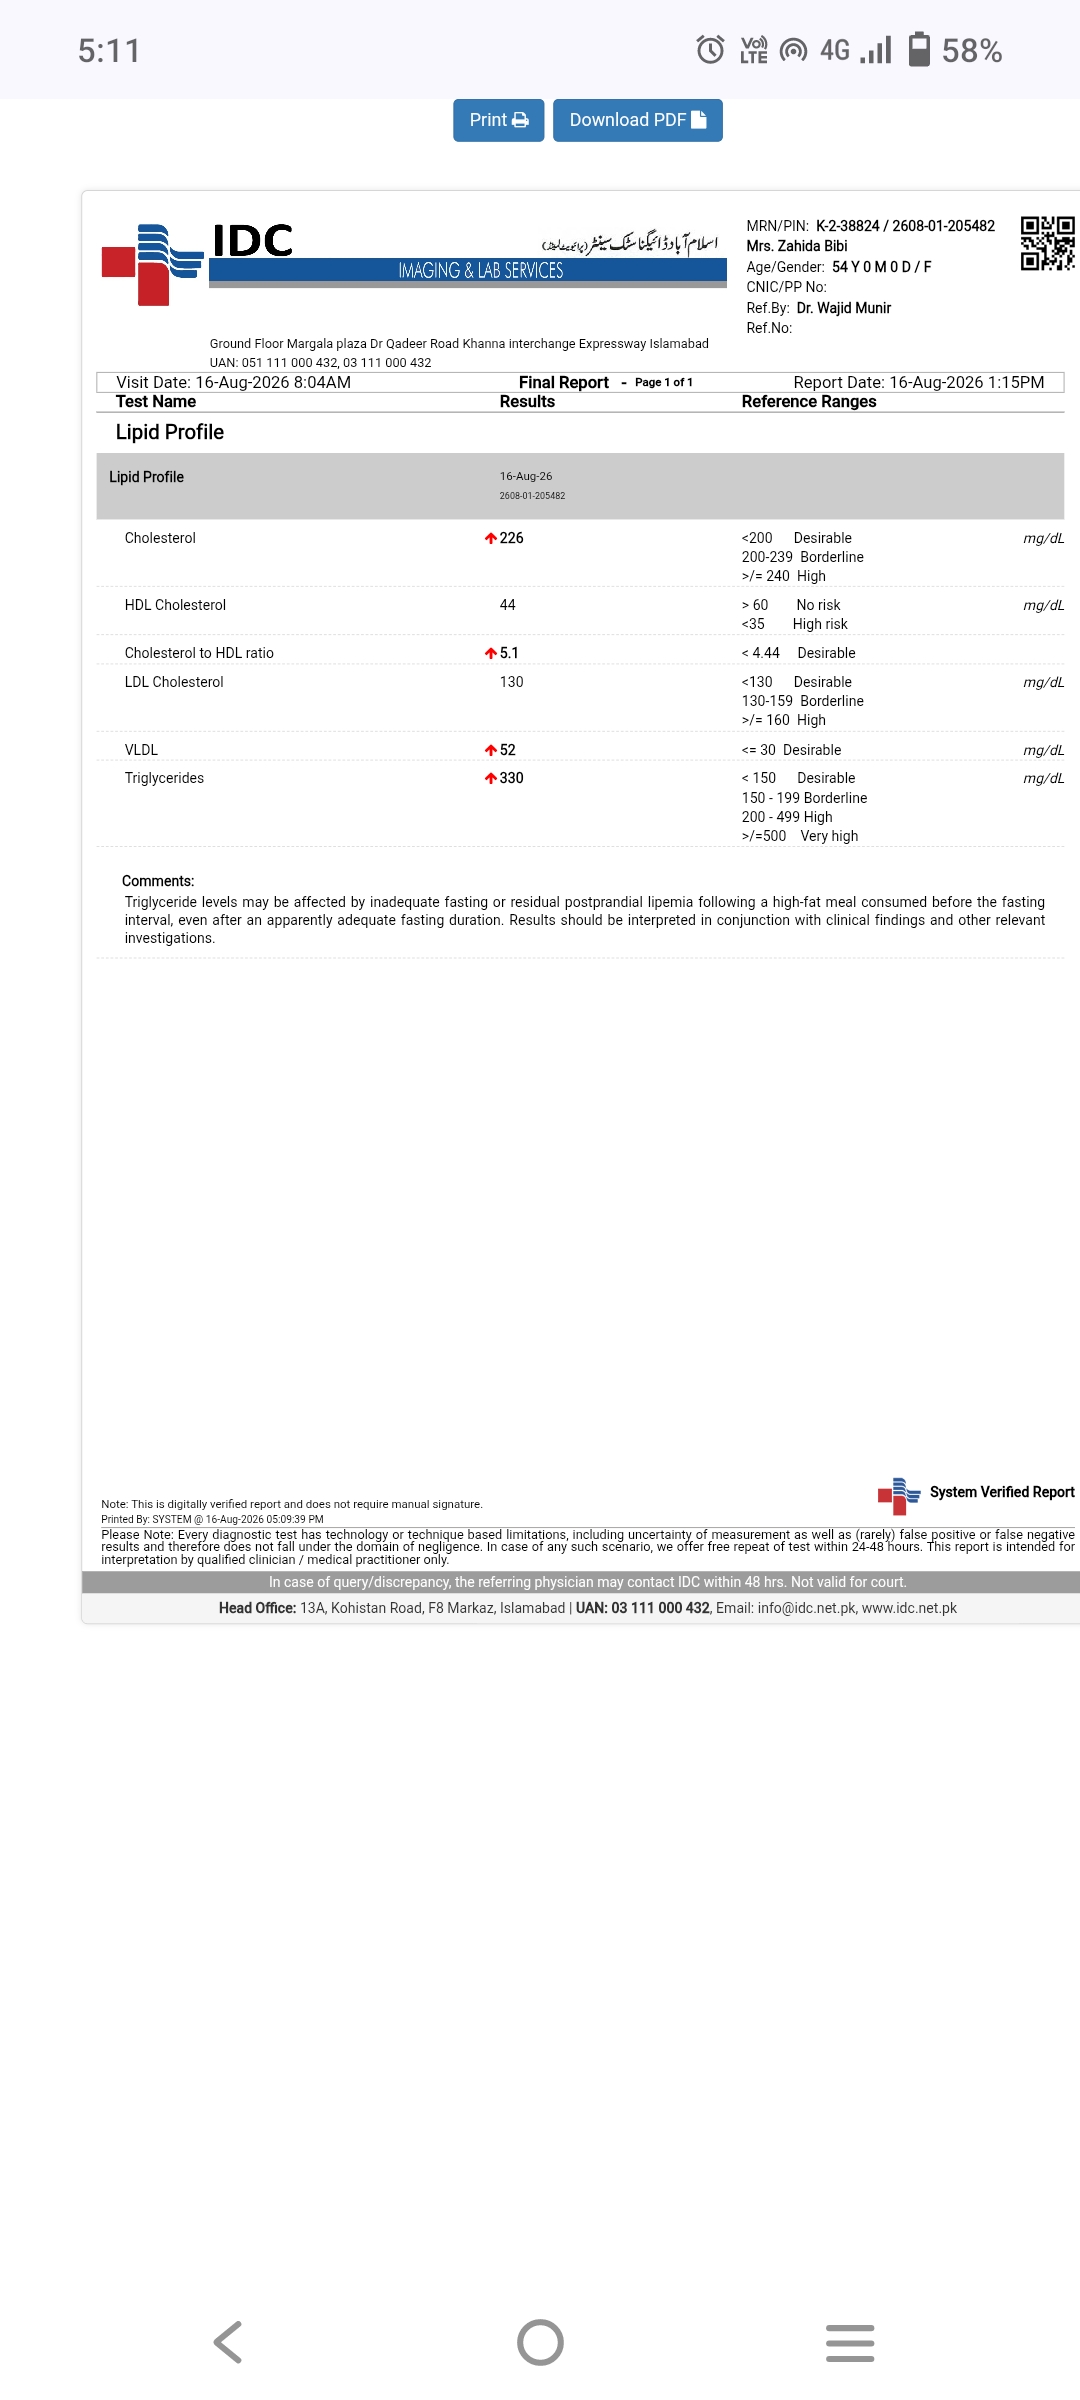 5:11
Vo) LTE 4G 58%
Print Download PDF
IDC
اسلام آباد ڈائیگناسٹک سینٹر (پرائیویٹ لمیٹڈ)
IMAGING & LAB SERVICES
MRN/PIN: K-2-38824 / 2608-01-205482
Mrs. Zahida Bibi
Age/Gender: 54 Y 0 M 0 D / F
CNIC/PP No:
Ref.By: Dr. Wajid Munir
Ref.No:
Ground Floor Margala plaza Dr Qadeer Road Khanna interchange Expressway Islamabad
UAN: 051 111 000 432, 03 111 000 432
Visit Date: 16-Aug-2026 8:04AM Final Report - Page 1 of 1 Report Date: 16-Aug-2026 1:15PM
Test Name Results Reference Ranges
Lipid Profile
Lipid Profile 16-Aug-26
2608-01-205482
Cholesterol 226 <200 Desirable mg/dL
200-239 Borderline
>/= 240 High
HDL Cholesterol 44 > 60 No risk mg/dL
<35 High risk
Cholesterol to HDL ratio 5.1 < 4.44 Desirable
LDL Cholesterol 130 <130 Desirable mg/dL
130-159 Borderline
>/= 160 High
VLDL 52 <= 30 Desirable mg/dL
Triglycerides 330 < 150 Desirable mg/dL
150 - 199 Borderline
200 - 499 High
>/=500 Very high
Comments:
Triglyceride levels may be affected by inadequate fasting or residual postprandial lipemia following a high-fat meal consumed before the fasting
interval, even after an apparently adequate fasting duration. Results should be interpreted in conjunction with clinical findings and other relevant
investigations.
System Verified Report
Note: This is digitally verified report and does not require manual signature.
Printed By: SYSTEM @ 16-Aug-2026 05:09:39 PM
Please Note: Every diagnostic test has technology or technique based limitations, including uncertainty of measurement as well as (rarely) false positive or false negative
results and therefore does not fall under the domain of negligence. In case of any such scenario, we offer free repeat of test within 24-48 hours. This report is intended for
interpretation by qualified clinician / medical practitioner only.
In case of query/discrepancy, the referring physician may contact IDC within 48 hrs. Not valid for court.
Head Office: 13A, Kohistan Road, F8 Markaz, Islamabad | UAN: 03 111 000 432, Email: info@idc.net.pk, www.idc.net.pk